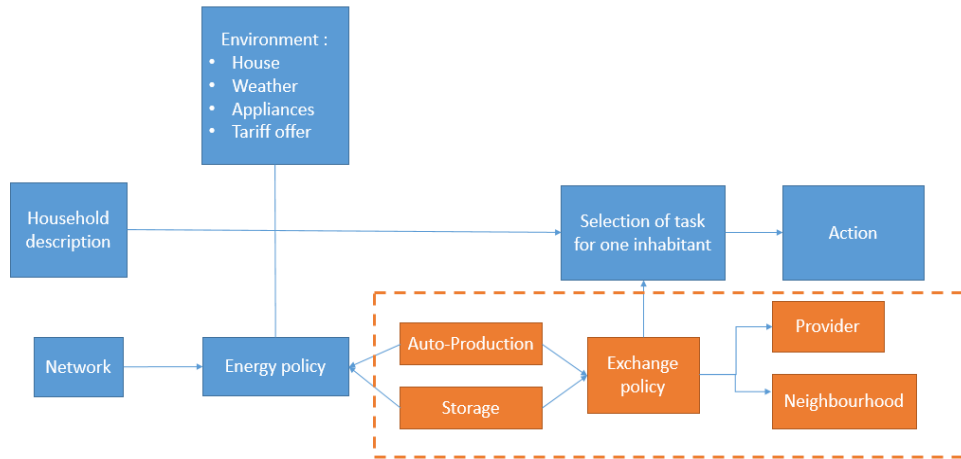 Environment :
• House
• Weather
• Appliances
• Tariff offer
Household
description
Selection of task
for one inhabitant
Action
Network
Energy policy
Auto-Production
Storage
Exchange
policy
Provider
Neighbourhood